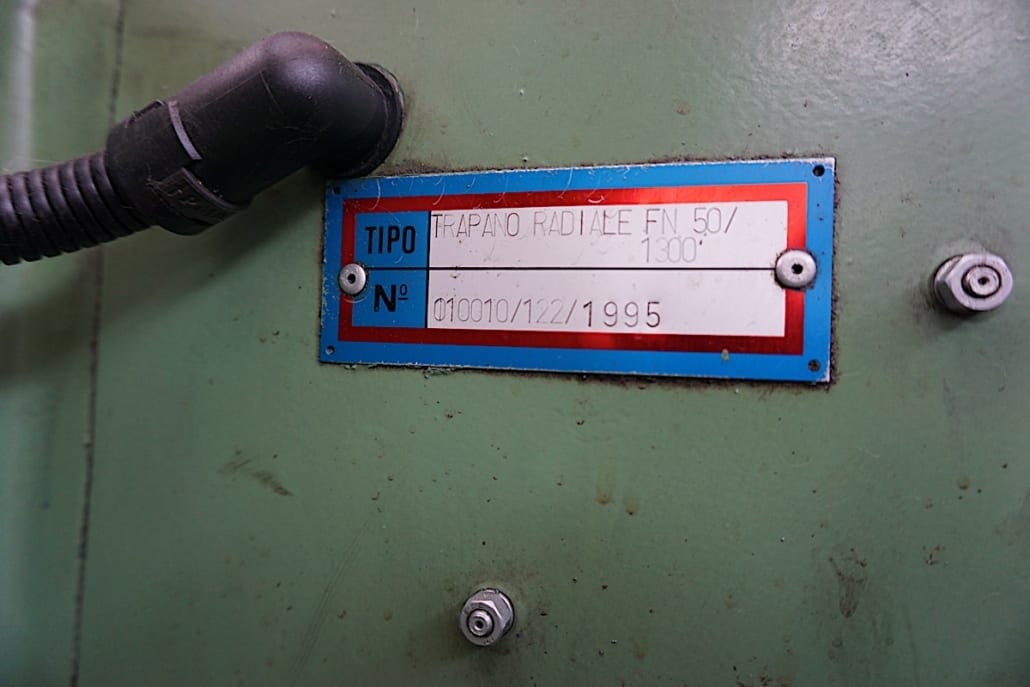 TIPO TRAPANO RADIALE FN 50/
1300
Nº 010010/122/1995